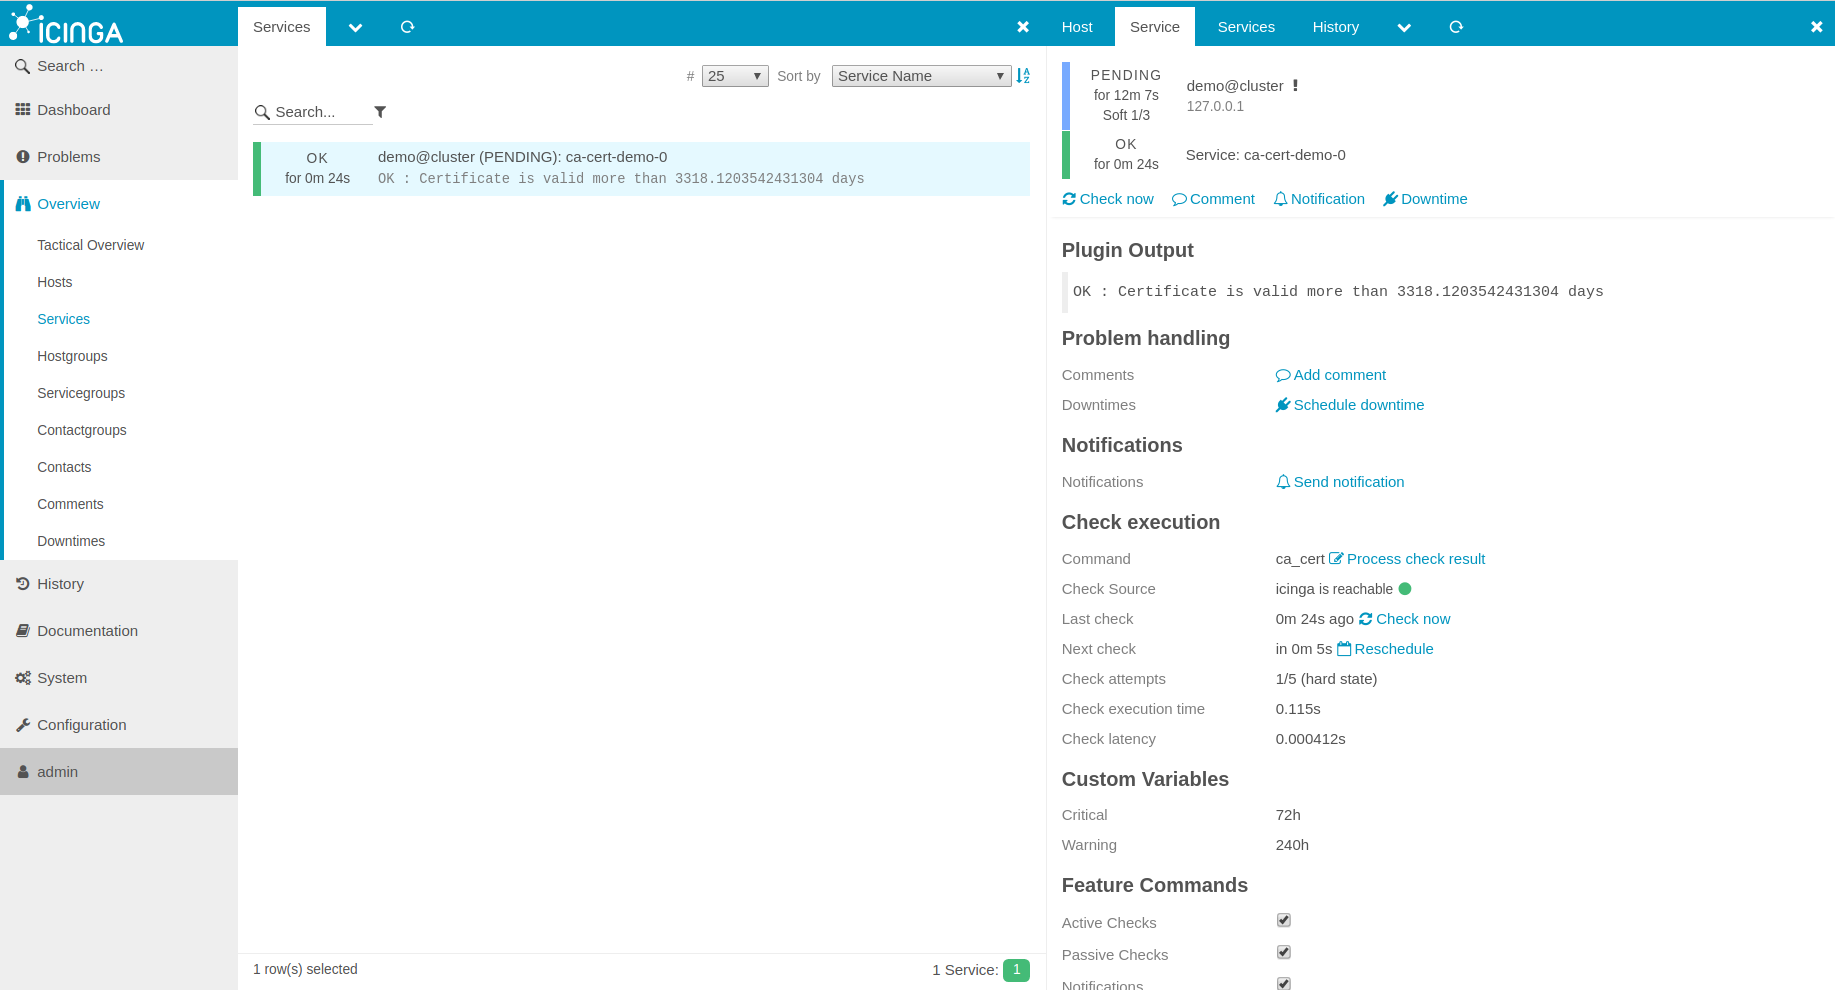 ICINGA
Search ...
Dashboard
Problems
Overview
Tactical Overview
Hosts
Services
Hostgroups
Servicegroups
Contactgroups
Contacts
Comments
Downtimes
History
Documentation
System
Configuration
admin
Services
# 25 Sort by Service Name
Search...
OK demo@cluster (PENDING): ca-cert-demo-0
for 0m 24s OK : Certificate is valid more than 3318.1203542431304 days
1 row(s) selected 1 Service: 1
Host Service Services History
PENDING
for 12m 7s
Soft 1/3
demo@cluster
127.0.0.1
OK
for 0m 24s
Service: ca-cert-demo-0
Check now Comment Notification Downtime
Plugin Output
OK : Certificate is valid more than 3318.1203542431304 days
Problem handling
Comments Add comment
Downtimes Schedule downtime
Notifications
Notifications Send notification
Check execution
Command ca_cert Process check result
Check Source icinga is reachable
Last check 0m 24s ago Check now
Next check in 0m 5s Reschedule
Check attempts 1/5 (hard state)
Check execution time 0.115s
Check latency 0.000412s
Custom Variables
Critical 72h
Warning 240h
Feature Commands
Active Checks
Passive Checks
Notifications